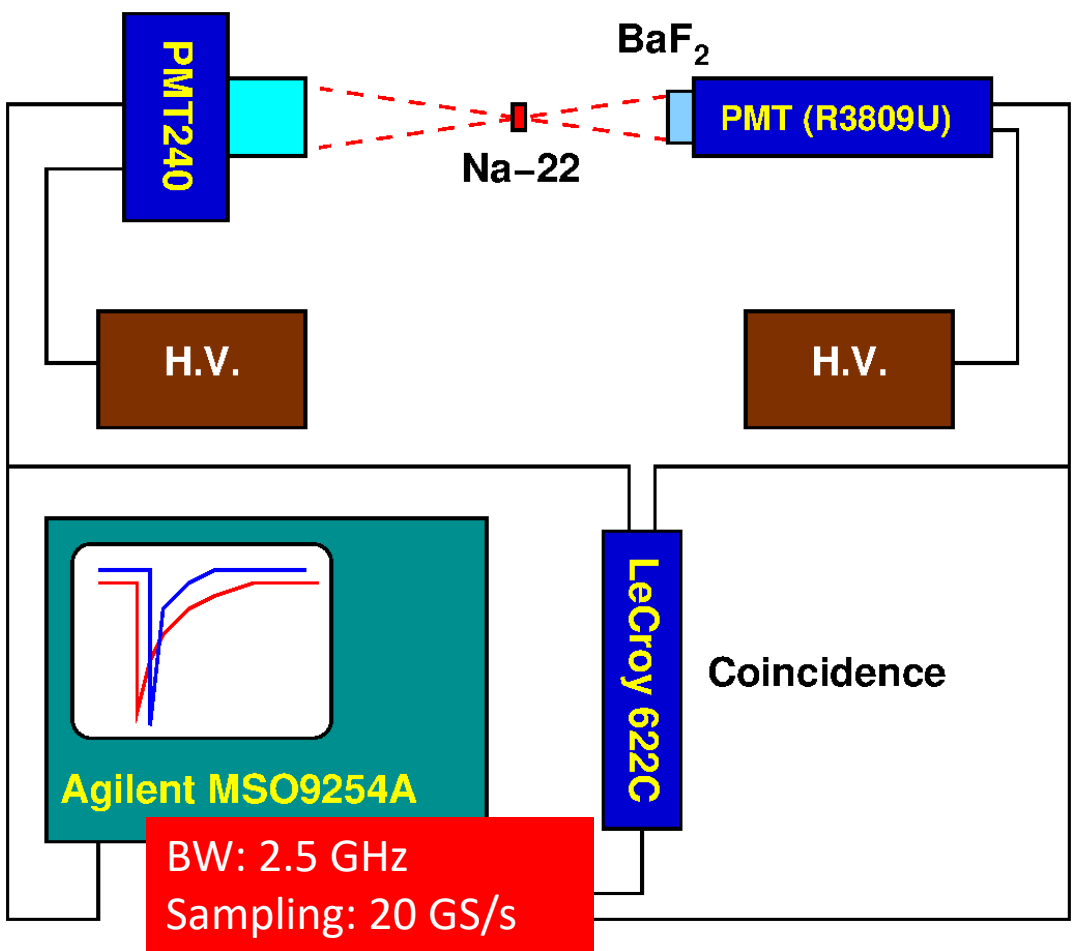 PMT240
BaF₂
PMT (R3809U)
Na−22
H.V.
H.V.
LeCroy 622C
Coincidence
Agilent MSO9254A
BW: 2.5 GHz
Sampling: 20 GS/s